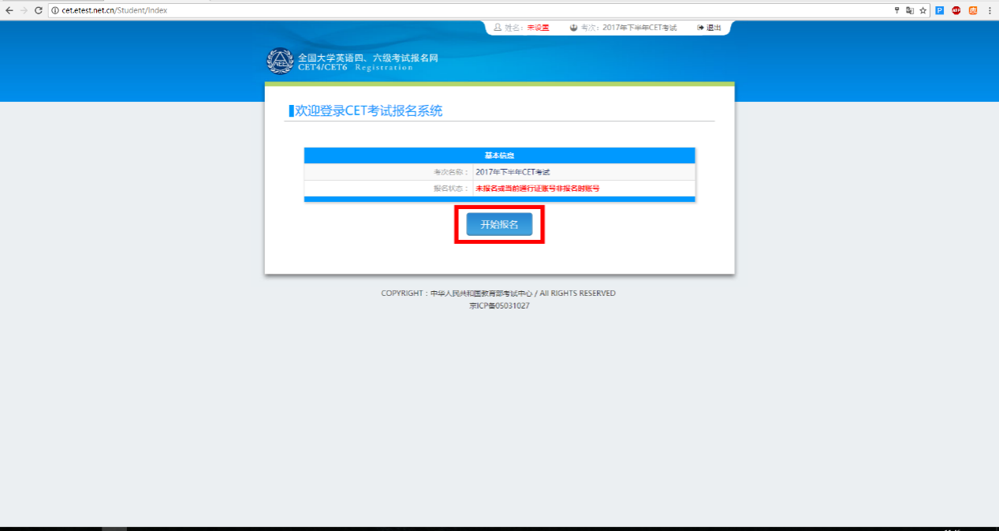 cet.etest.net.cn/Student/Index
姓名：未设置 考次：2017年下半年CET考试 退出
全国大学英语四、六级考试报名网
CET4/CET6 Registration
欢迎登录CET考试报名系统
基本信息
考次名称： 2017年下半年CET考试
报名状态： 未报名或当前通行证账号非报名时账号
开始报名
COPYRIGHT：中华人民共和国教育部考试中心 / All RIGHTS RESERVED
京ICP备05031027